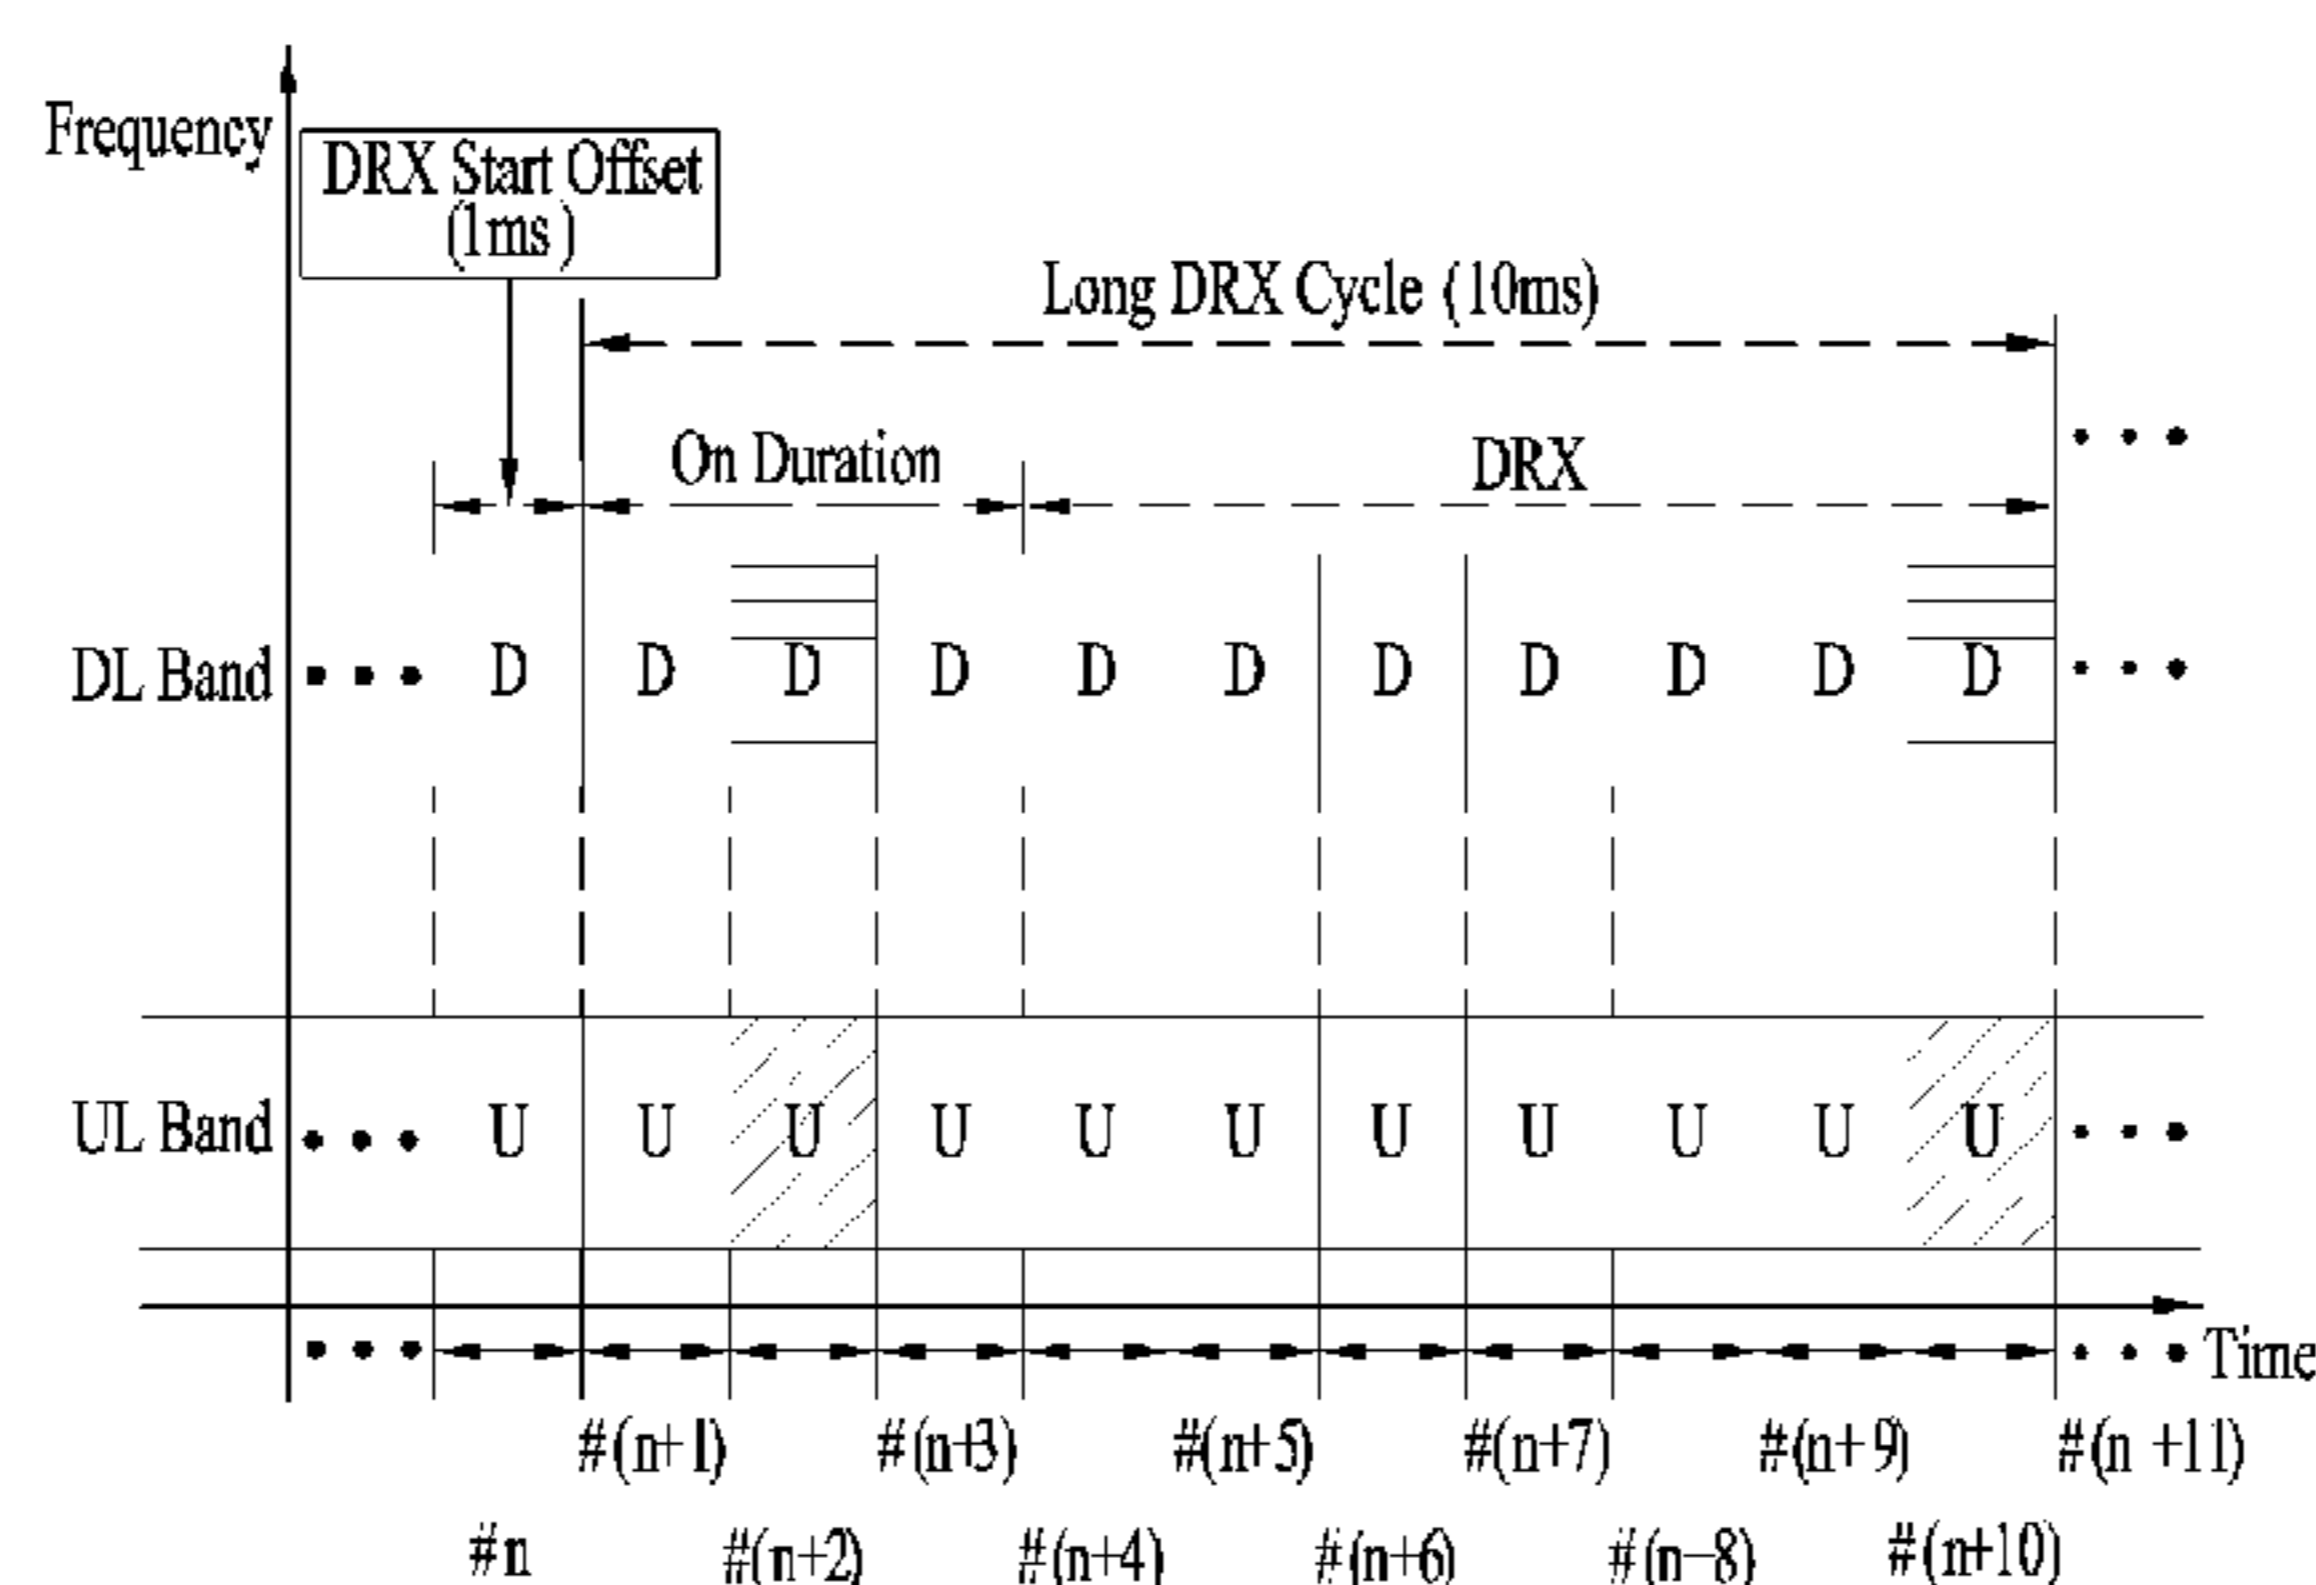 Frequency
DRX Start Offset
(1ms)
Long DRX Cycle (10ms)
On Duration
DRX
DL Band D D D D D D D D D D D
UL Band U U U U U U U U U U U
Time
#(n+1) #(n+3) #(n+5) #(n+7) #(n+9) #(n +11)
#n #(n+2) #(n+4) #(n+6) #(n−8) #(n+10)